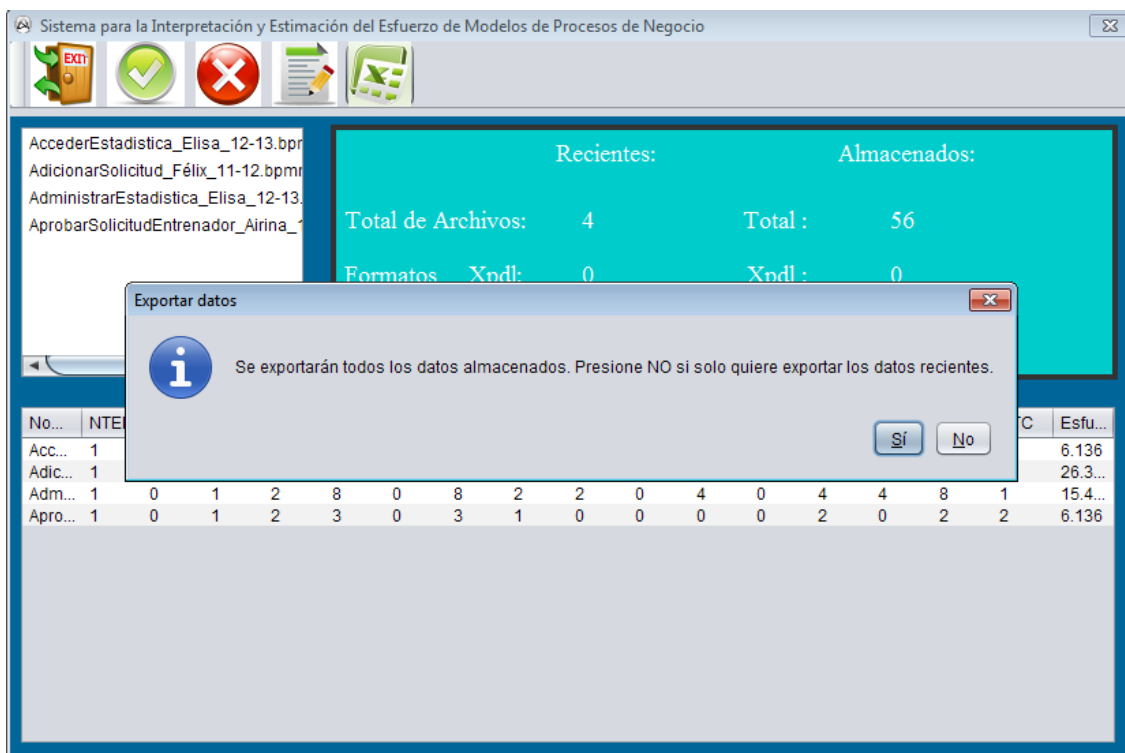 Sistema para la Interpretación y Estimación del Esfuerzo de Modelos de Procesos de Negocio
EXIT
AccederEstadistica_Elisa_12-13.bpr
AdicionarSolicitud_Félix_11-12.bpmn
AdministrarEstadistica_Elisa_12-13.
AprobarSolicitudEntrenador_Airina_1
Recientes: Almacenados:
Total de Archivos: 4 Total : 56
Formatos Xpdl: 0 Xpdl : 0
Exportar datos
Se exportarán todos los datos almacenados. Presione NO si solo quiere exportar los datos recientes.
Sí No
No... NTE TC Esfu...
Acc... 1 6.136
Adic... 1 26.3...
Adm... 1 0 1 2 8 0 8 2 2 0 4 0 4 4 8 1 15.4...
Apro... 1 0 1 2 3 0 3 1 0 0 0 0 2 0 2 2 6.136